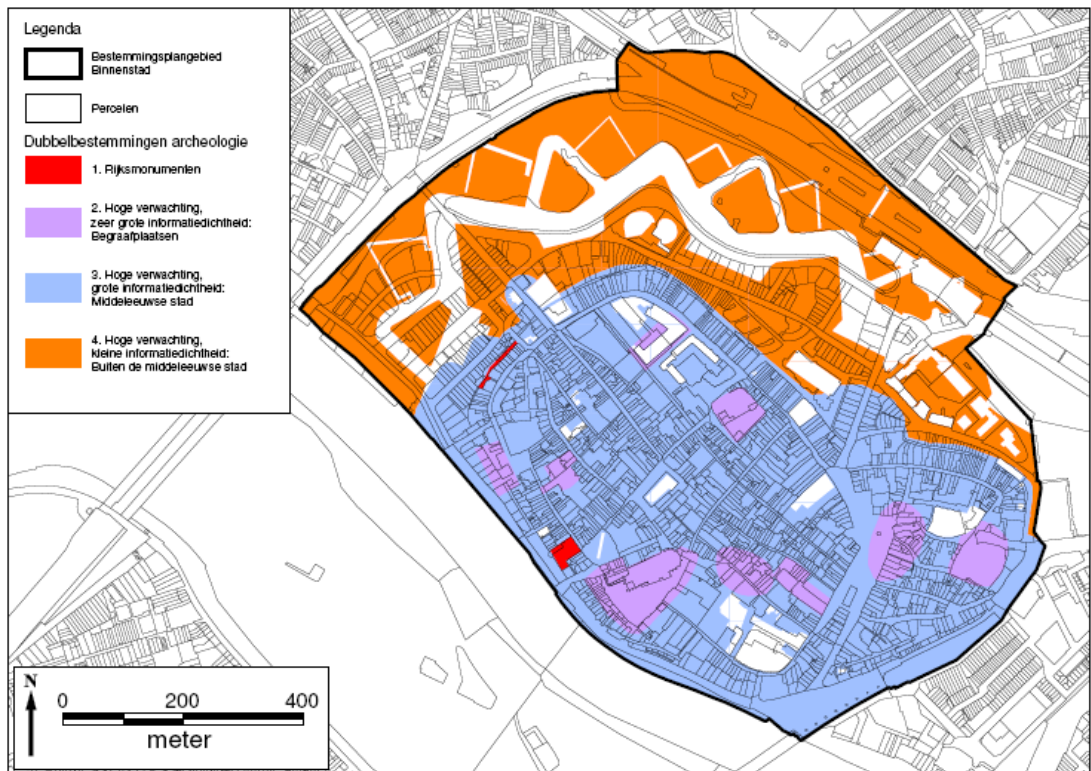 Legenda
Bestemmingsplangebied
Binnenstad
Percelen
Dubbelbestemmingen archeologie
1. Rijksmonumenten
2. Hoge verwachting,
zeer grote informatiedichtheid:
Begraafplaatsen
3. Hoge verwachting,
grote informatiedichtheid:
Middeleeuwse stad
4. Hoge verwachting,
kleine informatiedichtheid:
Buiten de middeleeuwse stad
N
0 200 400
meter